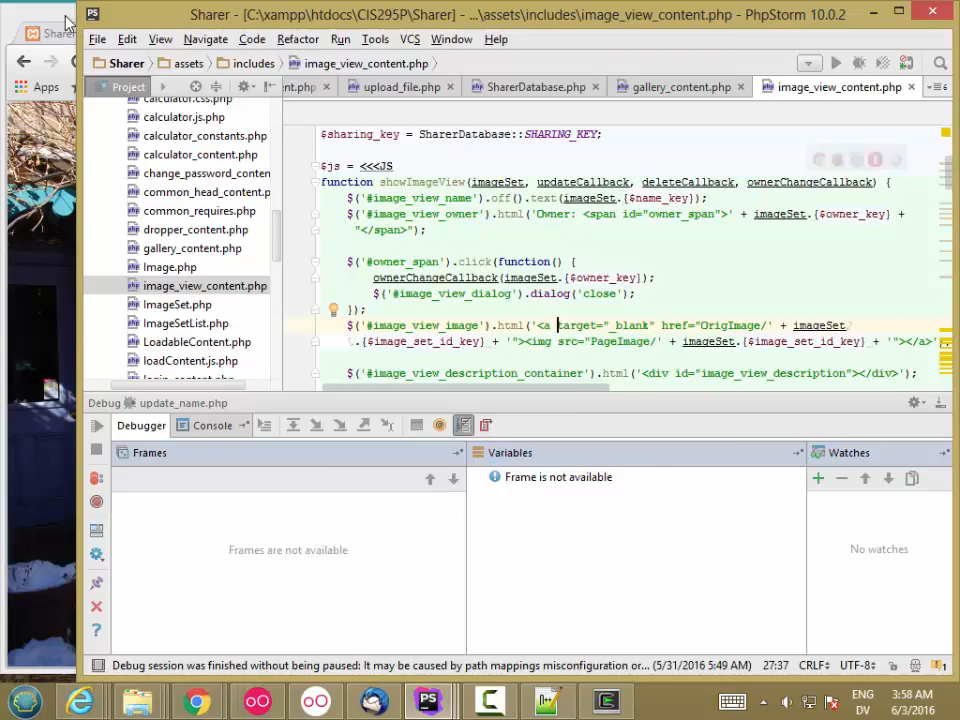 Sharer - [C:\xampp\htdocs\CIS295P\Sharer] - ...\assets\includes\image_view_content.php - PhpStorm 10.0.2
Share
File Edit View Navigate Code Refactor Run Tools VCS Window Help
Sharer assets includes image_view_content.php
Apps
Project
ent.php upload_file.php SharerDatabase.php gallery_content.php image_view_content.php
calculator.css.php
calculator.js.php
calculator_constants.php
calculator_content.php
change_password_conten
common_head_content.p
common_requires.php
dropper_content.php
gallery_content.php
Image.php
image_view_content.php
ImageSet.php
ImageSetList.php
LoadableContent.php
loadContent.js.php
$sharing_key = SharerDatabase::SHARING_KEY;
$js = <<<JS
function showImageView(imageSet, updateCallback, deleteCallback, ownerChangeCallback) {
$('#image_view_name').off().text(imageSet.{$name_key});
$('#image_view_owner').html('Owner: <span id="owner_span">' + imageSet.{$owner_key} +
"</span>");
$('#owner_span').click(function() {
ownerChangeCallback(imageSet.{$owner_key});
$('#image_view_dialog').dialog('close');
});
$('#image_view_image').html('<a target="_blank" href="OrigImage/' + imageSet
.{$image_set_id_key} + '"><img src="PageImage/' + imageSet.{$image_set_id_key} + '"></a>'
$('#image_view_description_container').html('<div id="image_view_description"></div>');
Debug update_name.php
Debugger Console
Frames Variables Watches
Frame is not available
Frames are not available
No watches
Debug session was finished without being paused: It may be caused by path mappings misconfiguration or... (5/31/2016 5:49 AM) 27:37 CRLF UTF-8
ENG 3:58 AM
DV 6/3/2016